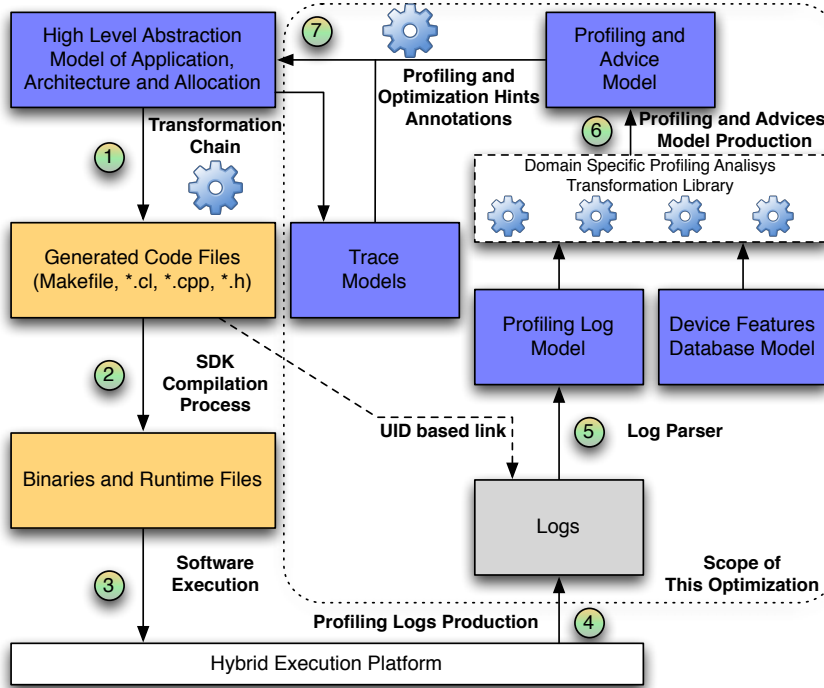 High Level Abstraction
Model of Application,
Architecture and Allocation
7
Profiling and
Advice
Model
Profiling and
Optimization Hints
Annotations
1
Transformation
Chain
6
Profiling and Advices
Model Production
Domain Specific Profiling Analisys
Transformation Library
Generated Code Files
(Makefile, *.cl, *.cpp, *.h)
Trace
Models
Profiling Log
Model
Device Features
Database Model
2
SDK
Compilation
Process
UID based link
5
Log Parser
Binaries and Runtime Files
Logs
3
Software
Execution
Scope of
This Optimization
Profiling Logs Production
4
Hybrid Execution Platform